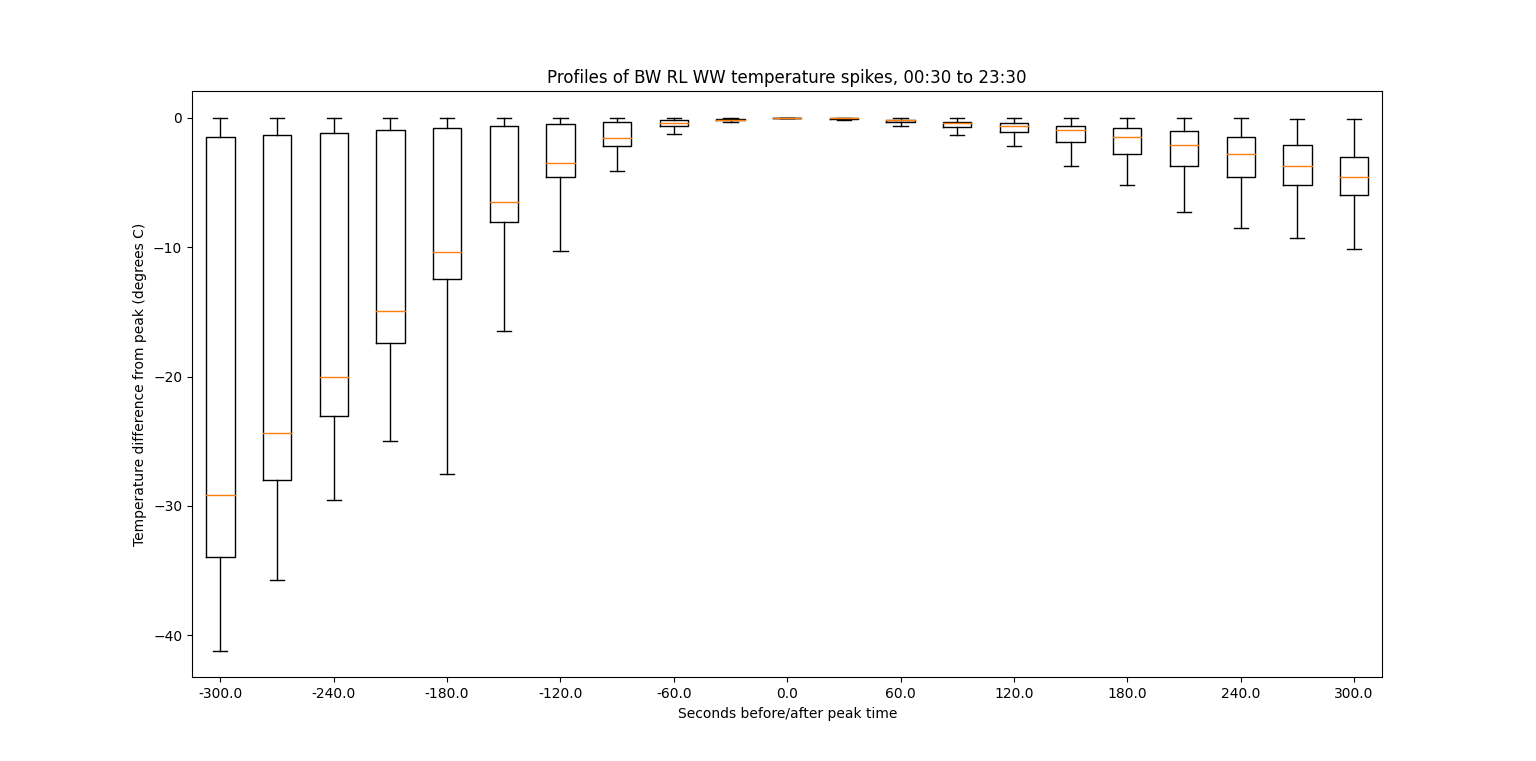 Profiles of BW RL WW temperature spikes, 00:30 to 23:30
Temperature difference from peak (degrees C)
0
−10
−20
−30
−40
-300.0 -240.0 -180.0 -120.0 -60.0 0.0 60.0 120.0 180.0 240.0 300.0
Seconds before/after peak time